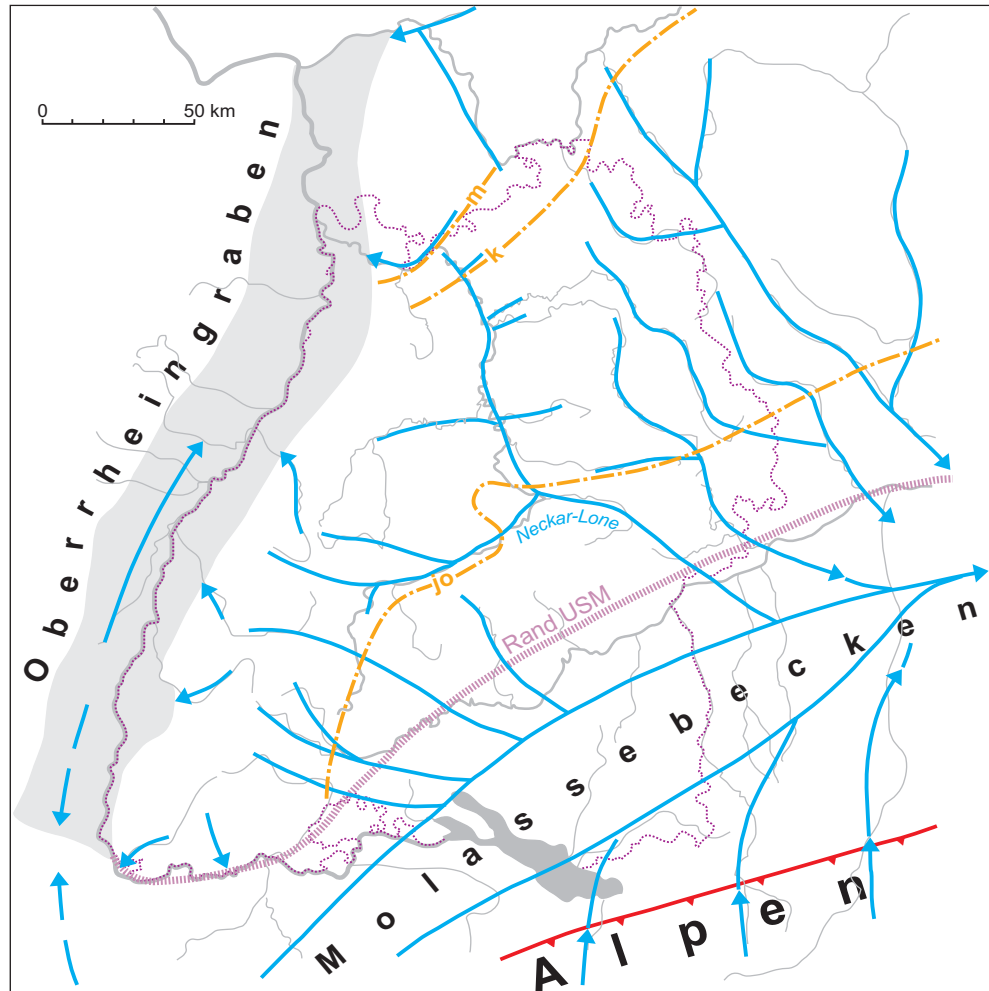 0 50 km
Oberrheingraben
m
k
Neckar-Lone
jo
Rand USM
Molassebecken
Alpen